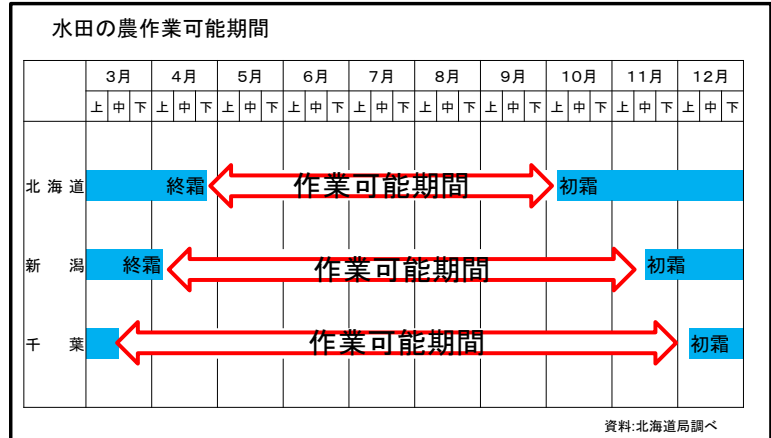 水田の農作業可能期間
3月 4月 5月 6月 7月 8月 9月 10月 11月 12月
上 中 下 上 中 下 上 中 下 上 中 下 上 中 下 上 中 下 上 中 下 上 中 下 上 中 下 上 中 下
北海道 終霜 作業可能期間 初霜
新潟 終霜 作業可能期間 初霜
千葉 作業可能期間 初霜
資料:北海道局調べ